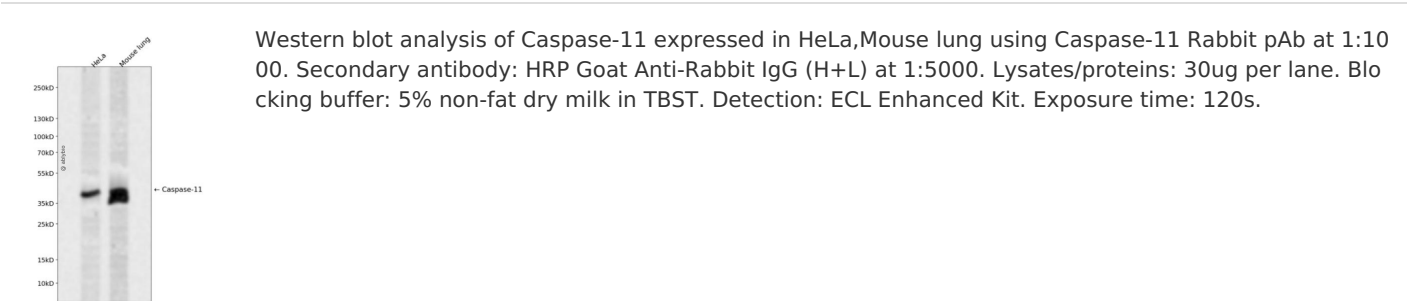 HeLa
Mouse lung
250kD
130kD
100kD
70kD
55kD
35kD
25kD
15kD
10kD
← Caspase-11
Western blot analysis of Caspase-11 expressed in HeLa,Mouse lung using Caspase-11 Rabbit pAb at 1:10
00. Secondary antibody: HRP Goat Anti-Rabbit IgG (H+L) at 1:5000. Lysates/proteins: 30ug per lane. Blo
cking buffer: 5% non-fat dry milk in TBST. Detection: ECL Enhanced Kit. Exposure time: 120s.